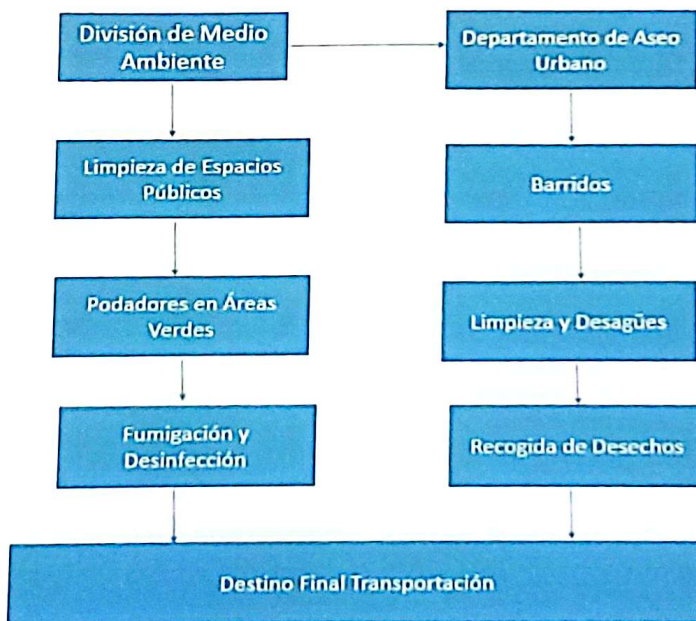 División de Medio
Ambiente
Departamento de Aseo
Urbano
Limpieza de Espacios
Públicos
Barridos
Podadores en Áreas
Verdes
Limpieza y Desagües
Fumigación y
Desinfección
Recogida de Desechos
Destino Final Transportación